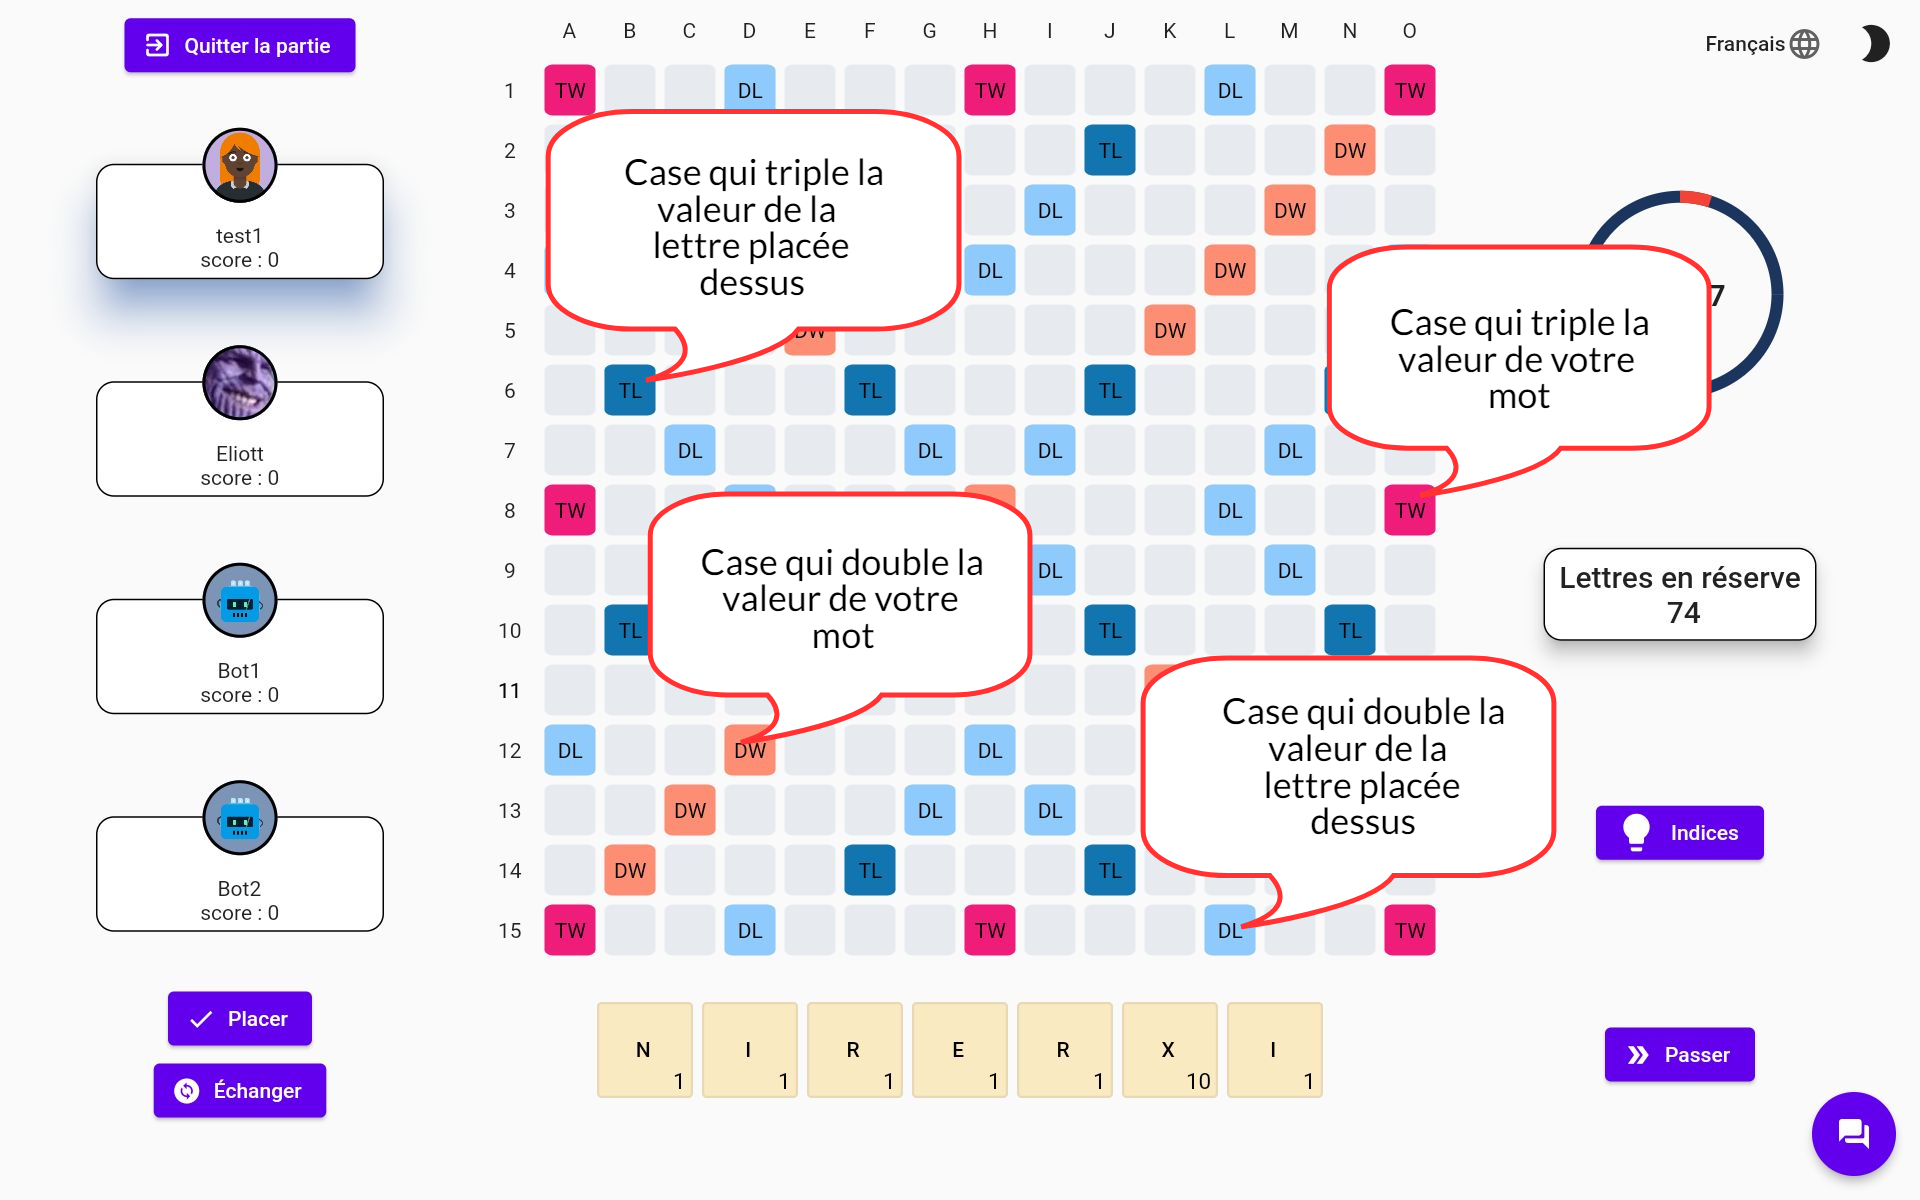 Quitter la partie
A B C D E F G H I J K L M N O
Français
1 TW DL TW DL TW
2 TL DW
3 DL DW
4 DL DW
5 DW DW
6 TL TL TL
7 DL DL DL DL
8 TW DL TW
9 DL DL
10 TL TL TL
11
12 DL DW DL
13 DW DL DL
14 DW TL TL
15 TW DL TW DL TW
test1
score : 0
Eliott
score : 0
Bot1
score : 0
Bot2
score : 0
Case qui triple la
valeur de la
lettre placée
dessus
Case qui triple la
valeur de votre
mot
Case qui double la
valeur de votre
mot
Case qui double la
valeur de la
lettre placée
dessus
7
Lettres en réserve
74
Indices
Placer
Échanger
N I R E R X I
1 1 1 1 1 10 1
Passer